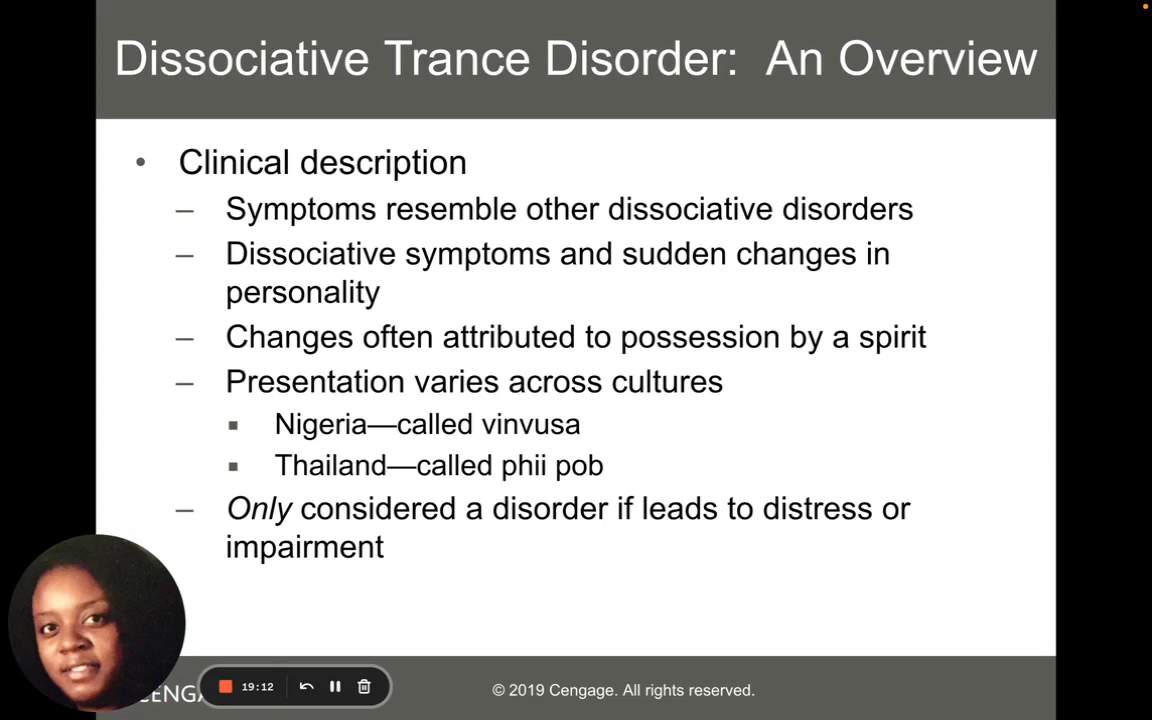 Dissociative Trance Disorder: An Overview
• Clinical description
– Symptoms resemble other dissociative disorders
– Dissociative symptoms and sudden changes in
personality
– Changes often attributed to possession by a spirit
– Presentation varies across cultures
▪ Nigeria—called vinvusa
▪ Thailand—called phii pob
– Only considered a disorder if leads to distress or
impairment
19:12
© 2019 Cengage. All rights reserved.